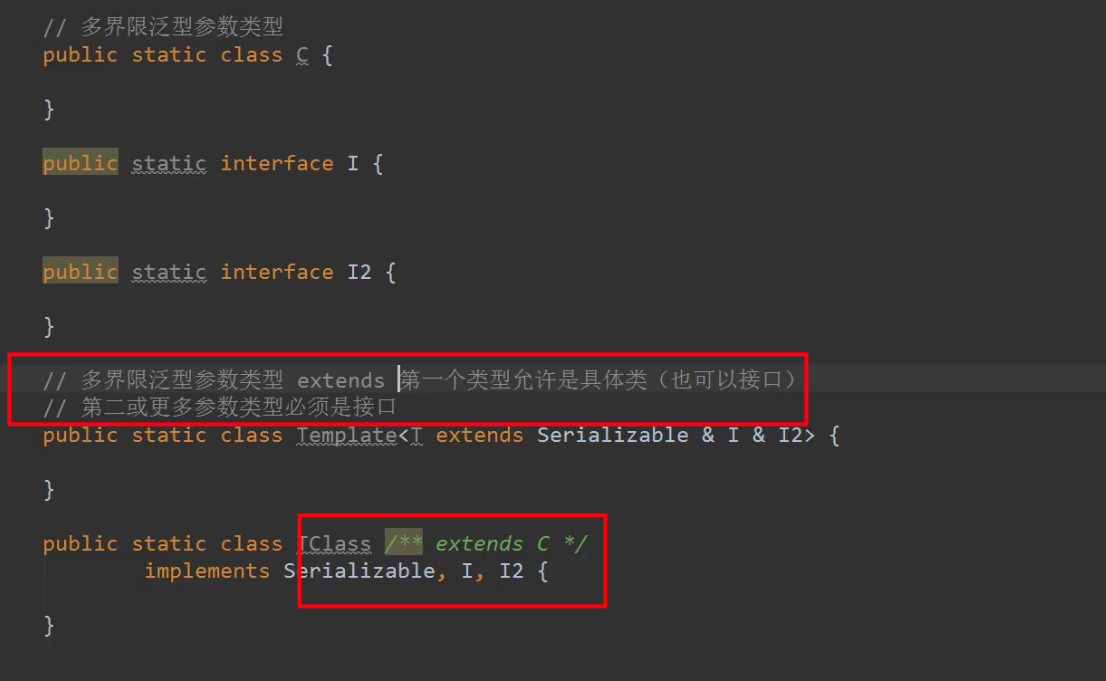 // 多界限泛型参数类型
public static class C {
}
public static interface I {
}
public static interface I2 {
}
// 多界限泛型参数类型 extends 第一个类型允许是具体类（也可以接口）
// 第二或更多参数类型必须是接口
public static class Template<T extends Serializable & I & I2> {
}
public static class TClass /** extends C */
implements Serializable, I, I2 {
}